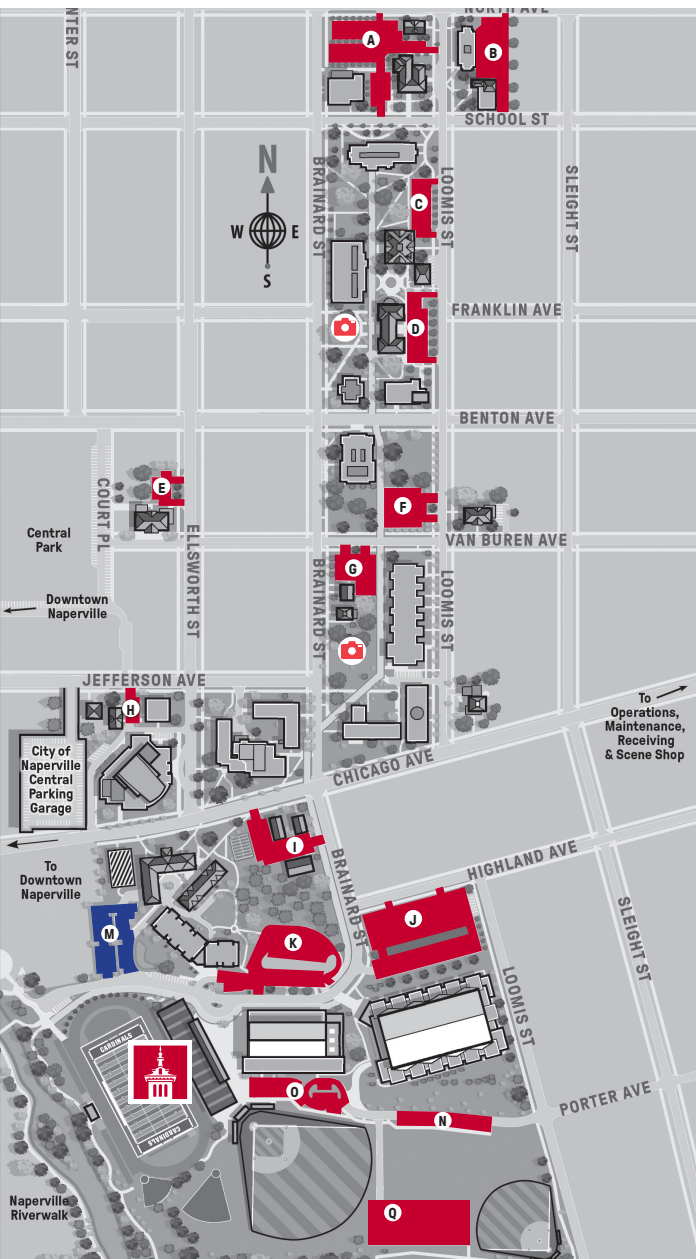 NORTH AVE
NTER ST
A
B
SCHOOL ST
N
W E
S
BRAINARD ST
C
LOOMIS ST
SLEIGHT ST
FRANKLIN AVE
D
BENTON AVE
E
F
COURT PL
ELLSWORTH ST
Central
Park
VAN BUREN AVE
BRAINARD ST
G
LOOMIS ST
Downtown
Naperville
JEFFERSON AVE
H
To
Operations,
Maintenance,
Receiving
& Scene Shop
City of
Naperville
Central
Parking
Garage
CHICAGO AVE
I
To
Downtown
Naperville
BRAINARD ST
HIGHLAND AVE
J
SLEIGHT ST
M
K
LOOMIS ST
CARDINALS
O
PORTER AVE
N
CARDINALS
Naperville
Riverwalk
Q